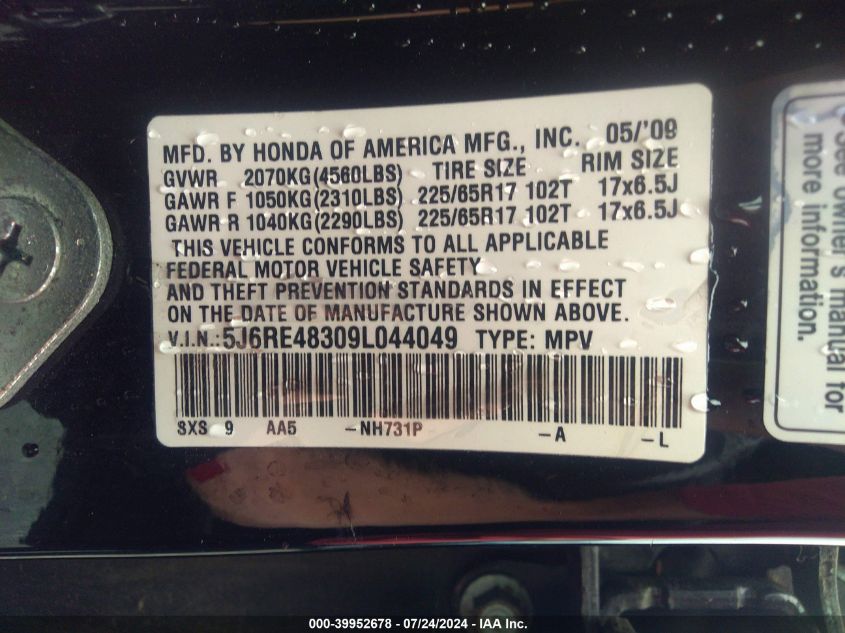 MFD. BY HONDA OF AMERICA MFG., INC. 05/'09
GVWR 2070KG(4560LBS) TIRE SIZE RIM SIZE
GAWR F 1050KG(2310LBS) 225/65R17 102T 17x6.5J
GAWR R 1040KG(2290LBS) 225/65R17 102T 17x6.5J
THIS VEHICLE CONFORMS TO ALL APPLICABLE
FEDERAL MOTOR VEHICLE SAFETY
AND THEFT PREVENTION STANDARDS IN EFFECT
ON THE DATE OF MANUFACTURE SHOWN ABOVE.
V.I.N.:5J6RE48309L044049 TYPE: MPV
SXS 9 AA5 -NH731P -A -L
See owner's manual for
more information.
000-39952678 - 07/24/2024 - IAA Inc.